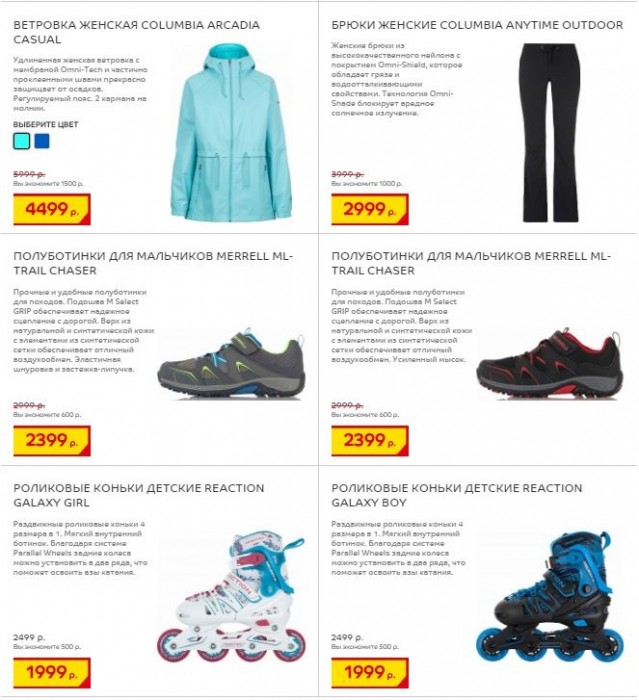 ВЕТРОВКА ЖЕНСКАЯ COLUMBIA ARCADIA
CASUAL
Удлиненная женская ветровка с
мембраной Omni-Tech и частично
проклеенными швами прекрасно
защищает от осадков.
Регулируемый пояс. 2 кармана на
молнии.
ВЫБЕРИТЕ ЦВЕТ
5999 р.
Вы экономите 1500 р.
4499 р.
БРЮКИ ЖЕНСКИЕ COLUMBIA ANYTIME OUTDOOR
Женские брюки из
высококачественного нейлона с
покрытием Omni-Shield, которое
обладает грязе и
водоотталкивающими
свойствами. Технология Omni-
Shade блокирует вредное
солнечное излучение.
3999 р.
Вы экономите 1000 р.
2999 р.
ПОЛУБОТИНКИ ДЛЯ МАЛЬЧИКОВ MERRELL ML-
TRAIL CHASER
Прочные и удобные полуботинки
для походов. Подошва M Select
GRIP обеспечивает надежное
сцепление с дорогой. Верх из
натуральной и синтетической кожи
с элементами из синтетической
сетки обеспечивает отличный
воздухообмен. Эластичная
шнуровка и застежка-липучка.
2999 р.
Вы экономите 600 р.
2399 р.
ПОЛУБОТИНКИ ДЛЯ МАЛЬЧИКОВ MERRELL ML-
TRAIL CHASER
Прочные и удобные полуботинки
для походов. Подошва M Select
GRIP обеспечивает надежное
сцепление с дорогой. Верх из
натуральной и синтетической кожи
с элементами из синтетической
сетки обеспечивает отличный
воздухообмен. Усиленный мысок.
2999 р.
Вы экономите 600 р.
2399 р.
РОЛИКОВЫЕ КОНЬКИ ДЕТСКИЕ REACTION
GALAXY GIRL
Раздвижные роликовые коньки 4
размера в 1. Мягкий внутренний
ботинок. Благодаря системе
Parallel Wheels задние колеса
можно установить в два ряда, что
поможет освоить азы катания.
REACTION
2499 р.
Вы экономите 500 р.
1999 р.
РОЛИКОВЫЕ КОНЬКИ ДЕТСКИЕ REACTION
GALAXY BOY
Раздвижные роликовые коньки 4
размера в 1. Мягкий внутренний
ботинок. Благодаря системе
Parallel Wheels задние колеса
можно установить в два ряда, что
поможет освоить азы катания.
2499 р.
Вы экономите 500 р.
1999 р.